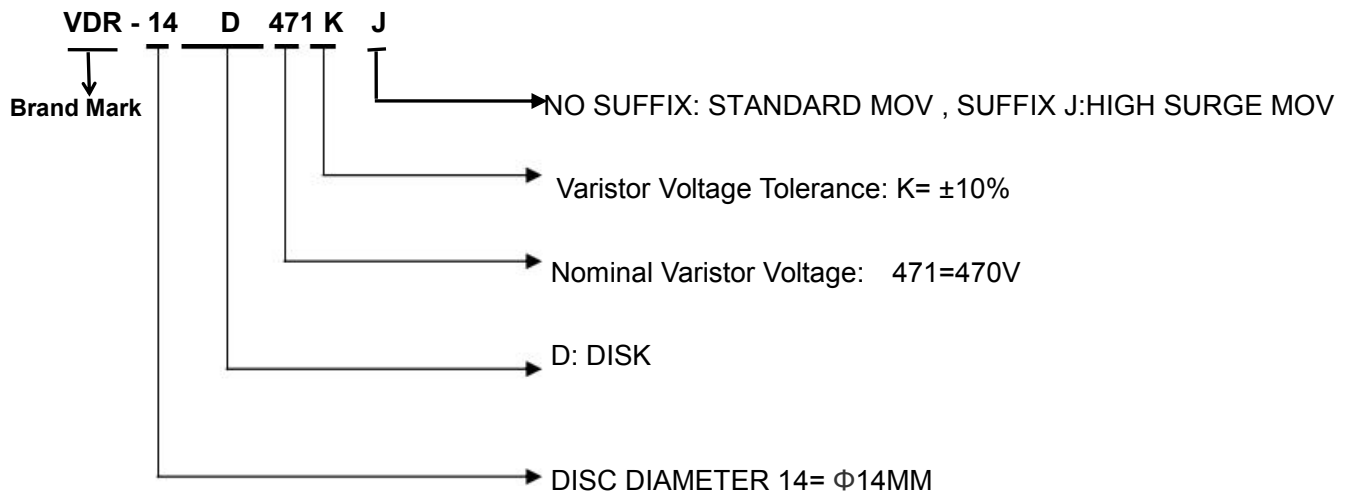 VDR - 14 D 471 K J
Brand Mark
NO SUFFIX: STANDARD MOV , SUFFIX J:HIGH SURGE MOV
Varistor Voltage Tolerance: K= ±10%
Nominal Varistor Voltage: 471=470V
D: DISK
DISC DIAMETER 14= Φ14MM